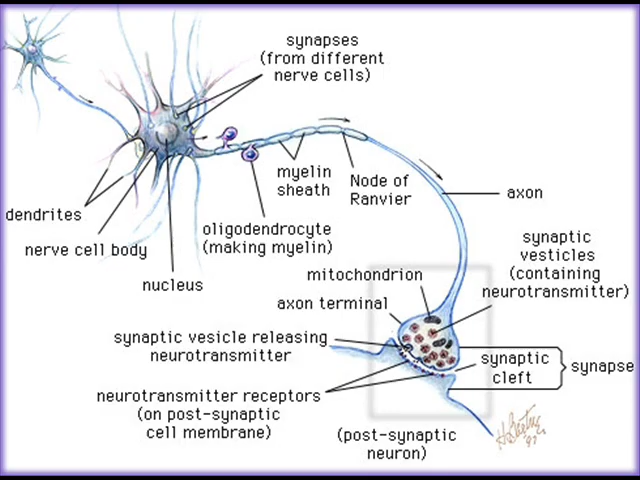 synapses
(from different
nerve cells)
myelin
sheath
Node of
Ranvier
axon
dendrites
nerve cell body
nucleus
oligodendrocyte
(making myelin)
synaptic
vesticles
(containing
neurotransmitter)
mitochondrion
axon terminal
synaptic vesicle releasing
neurotransmitter
synaptic
cleft
synapse
neurotransmitter receptors
(on post-synaptic
cell membrane)
(post-synaptic
neuron)